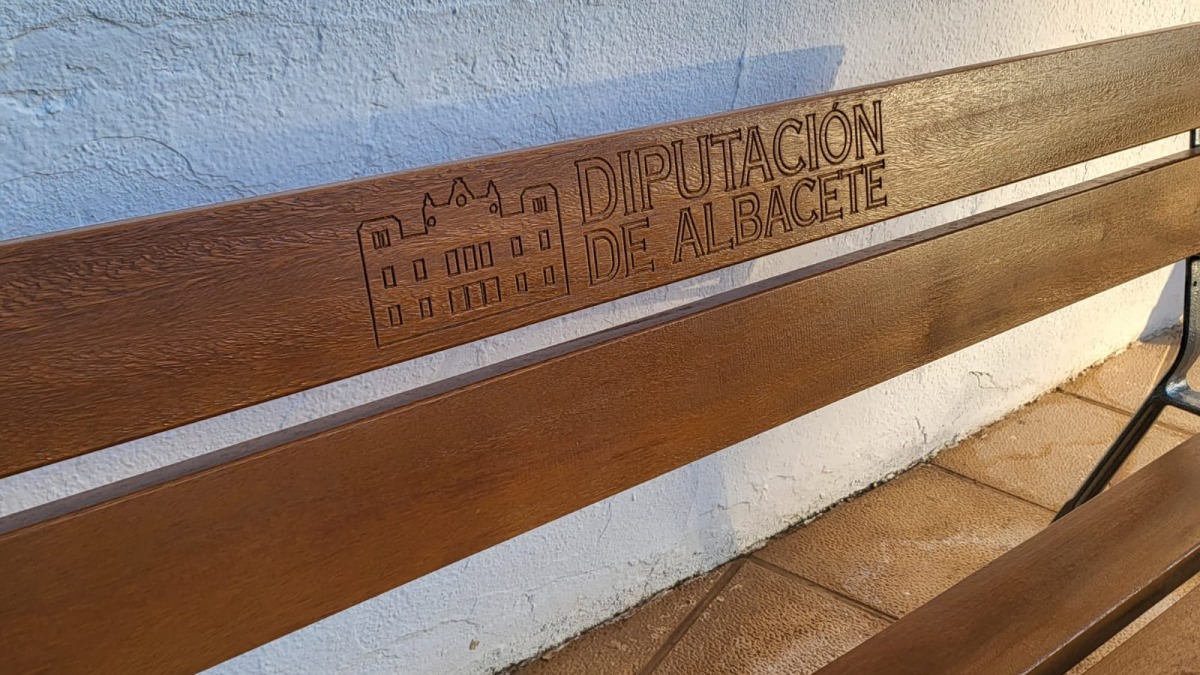 DIPUTACIÓN
DE ALBACETE